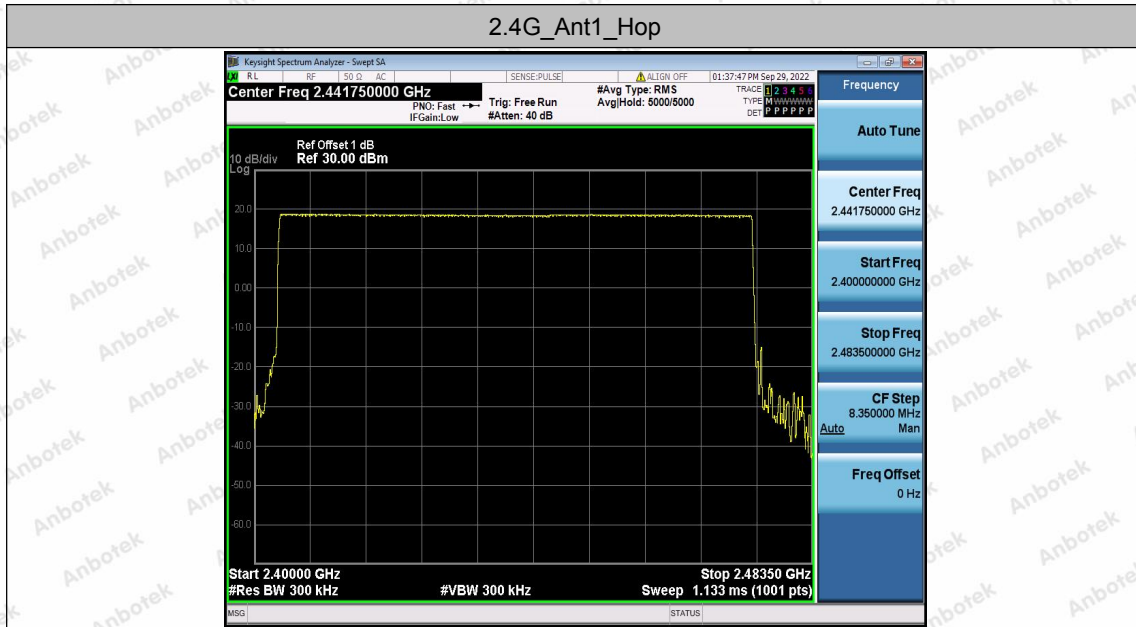 2.4G_Ant1_Hop
Keysight Spectrum Analyzer - Swept SA
RL RF 50 Ω AC SENSE:PULSE ALIGN OFF 01:37:47 PM Sep 29, 2022
Center Freq 2.441750000 GHz
PNO: Fast
IFGain:Low
Trig: Free Run
#Atten: 40 dB
#Avg Type: RMS
Avg|Hold: 5000/5000
TRACE 1 2 3 4 5 6
TYPE M WWWWW
DET P P P P P P
Ref Offset 1 dB
10 dB/div Ref 30.00 dBm
Log
20.0
10.0
0.00
-10.0
-20.0
-30.0
-40.0
-50.0
-60.0
Start 2.40000 GHz Stop 2.48350 GHz
#Res BW 300 kHz #VBW 300 kHz Sweep 1.133 ms (1001 pts)
MSG STATUS
Frequency
Auto Tune
Center Freq
2.441750000 GHz
Start Freq
2.400000000 GHz
Stop Freq
2.483500000 GHz
CF Step
8.350000 MHz
Auto Man
Freq Offset
0 Hz
Anbotek